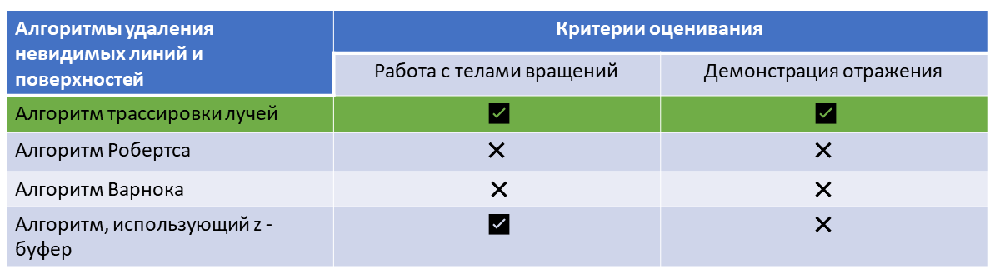 Алгоритмы удаления
невидимых линий и
поверхностей
Критерии оценивания
Работа с телами вращений
Демонстрация отражения
Алгоритм трассировки лучей
Алгоритм Робертса
Алгоритм Варнока
Алгоритм, использующий z -
буфер